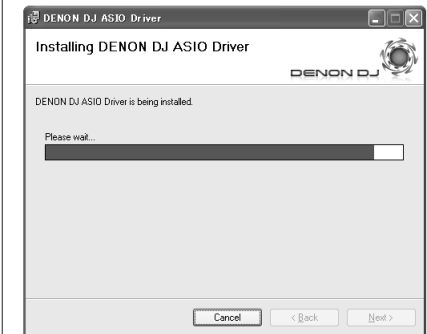 DENON DJ ASIO Driver
Installing DENON DJ ASIO Driver
DENON DJ
DENON DJ ASIO Driver is being installed.
Please wait...
Cancel
< Back
Next >